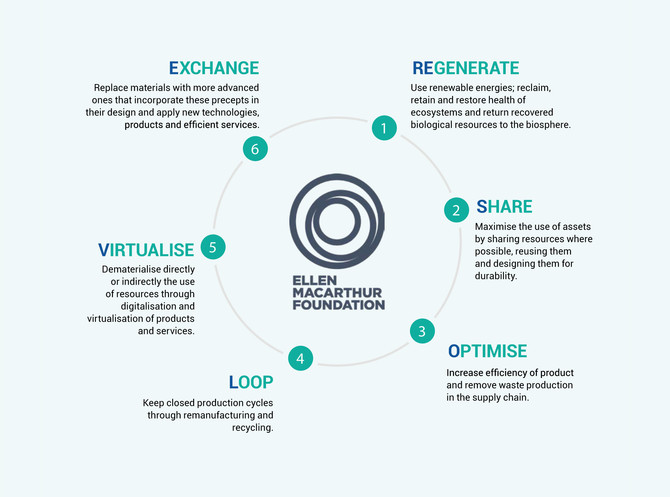 REGENERATE
Use renewable energies; reclaim,
retain and restore health of
ecosystems and return recovered
biological resources to the biosphere.
1
SHARE
Maximise the use of assets
by sharing resources where
possible, reusing them
and designing them for
durability.
2
OPTIMISE
Increase efficiency of product
and remove waste production
in the supply chain.
3
LOOP
Keep closed production cycles
through remanufacturing and
recycling.
4
VIRTUALISE
Dematerialise directly
or indirectly the use
of resources through
digitalisation and
virtualisation of products
and services.
5
EXCHANGE
Replace materials with more advanced
ones that incorporate these precepts in
their design and apply new technologies,
products and efficient services.
6
ELLEN
MACARTHUR
FOUNDATION